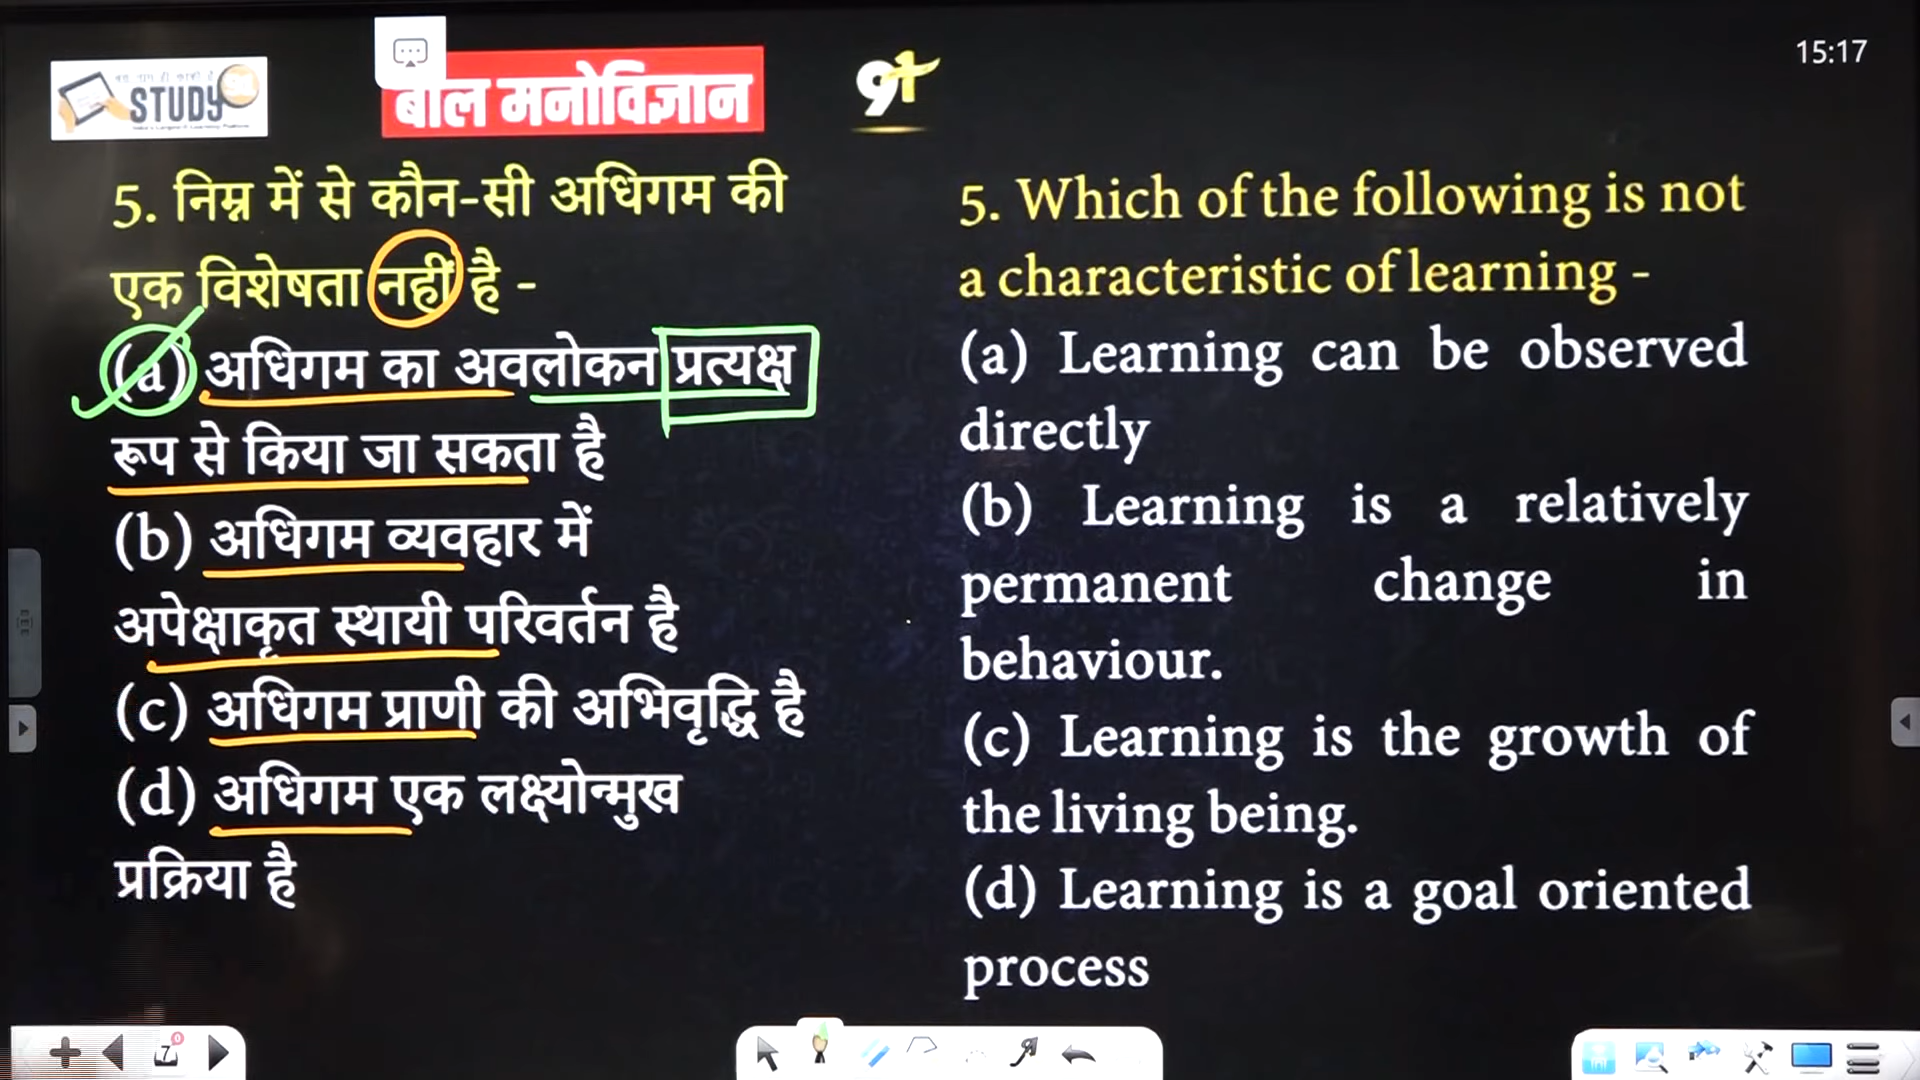 15:17
STUDY
बाल मनोविज्ञान
91
5. निम्न में से कौन-सी अधिगम की
एक विशेषता नहीं है -
(a) अधिगम का अवलोकन प्रत्यक्ष
रूप से किया जा सकता है
(b) अधिगम व्यवहार में
अपेक्षाकृत स्थायी परिवर्तन है
(c) अधिगम प्राणी की अभिवृद्धि है
(d) अधिगम एक लक्ष्योन्मुख
प्रक्रिया है
5. Which of the following is not
a characteristic of learning -
(a) Learning can be observed
directly
(b) Learning is a relatively
permanent change in
behaviour.
(c) Learning is the growth of
the living being.
(d) Learning is a goal oriented
process
7